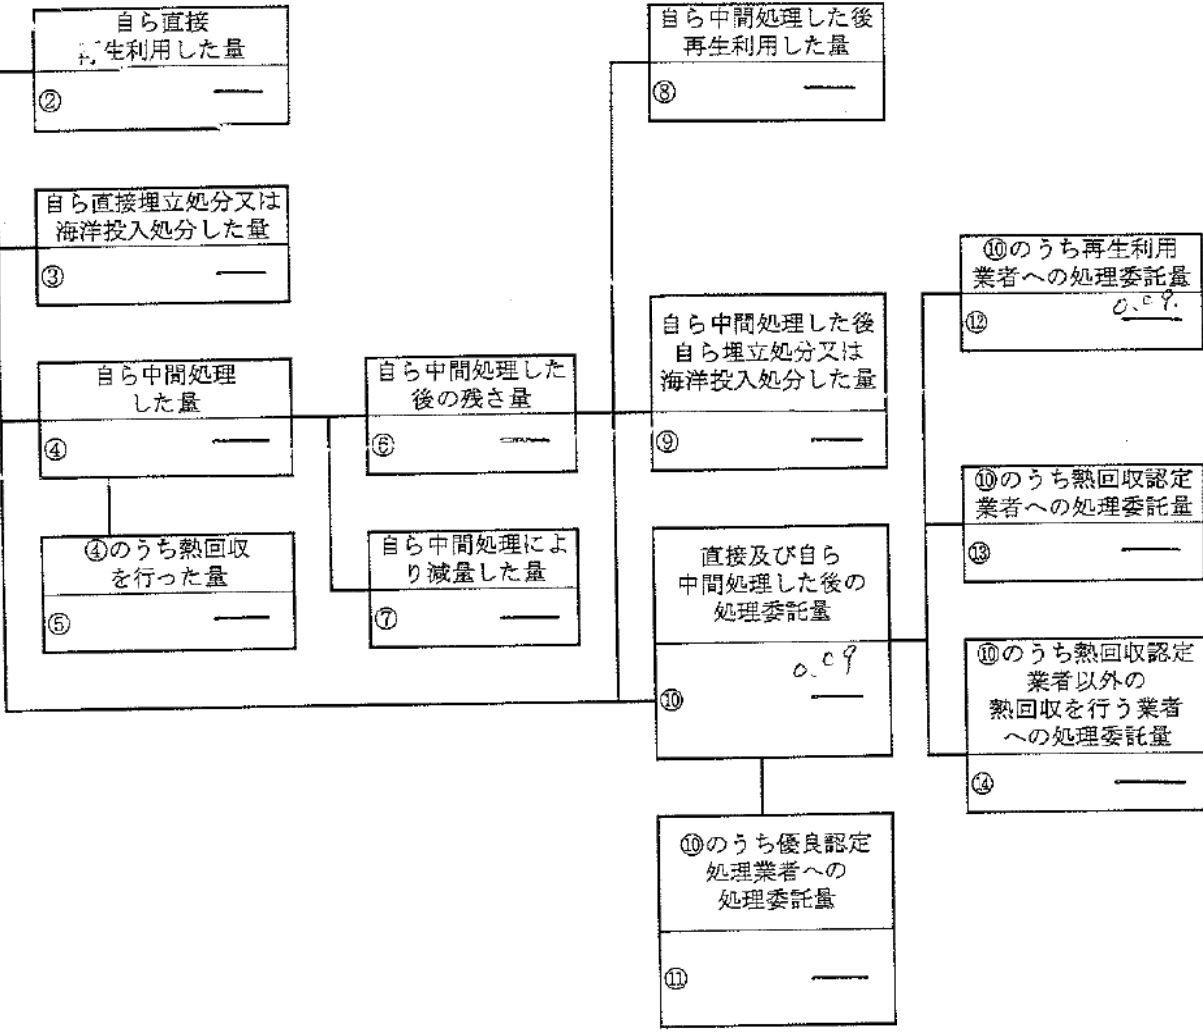 自ら直接
再生利用した量
②
—
自ら直接埋立処分又は
海洋投入処分した量
③
—
自ら中間処理
した量
④
—
④のうち熱回収
を行った量
⑤
—
自ら中間処理した
後の残さ量
⑥
—
自ら中間処理によ
り減量した量
⑦
—
自ら中間処理した後
再生利用した量
⑧
—
自ら中間処理した後
自ら埋立処分又は
海洋投入処分した量
⑨
—
直接及び自ら
中間処理した後の
処理委託量
0.09
⑩
—
⑩のうち優良認定
処理業者への
処理委託量
⑪
—
⑩のうち再生利用
業者への処理委託量
0.09.
⑫
—
⑩のうち熱回収認定
業者への処理委託量
⑬
—
⑩のうち熱回収認定
業者以外の
熱回収を行う業者
への処理委託量
⑭
—